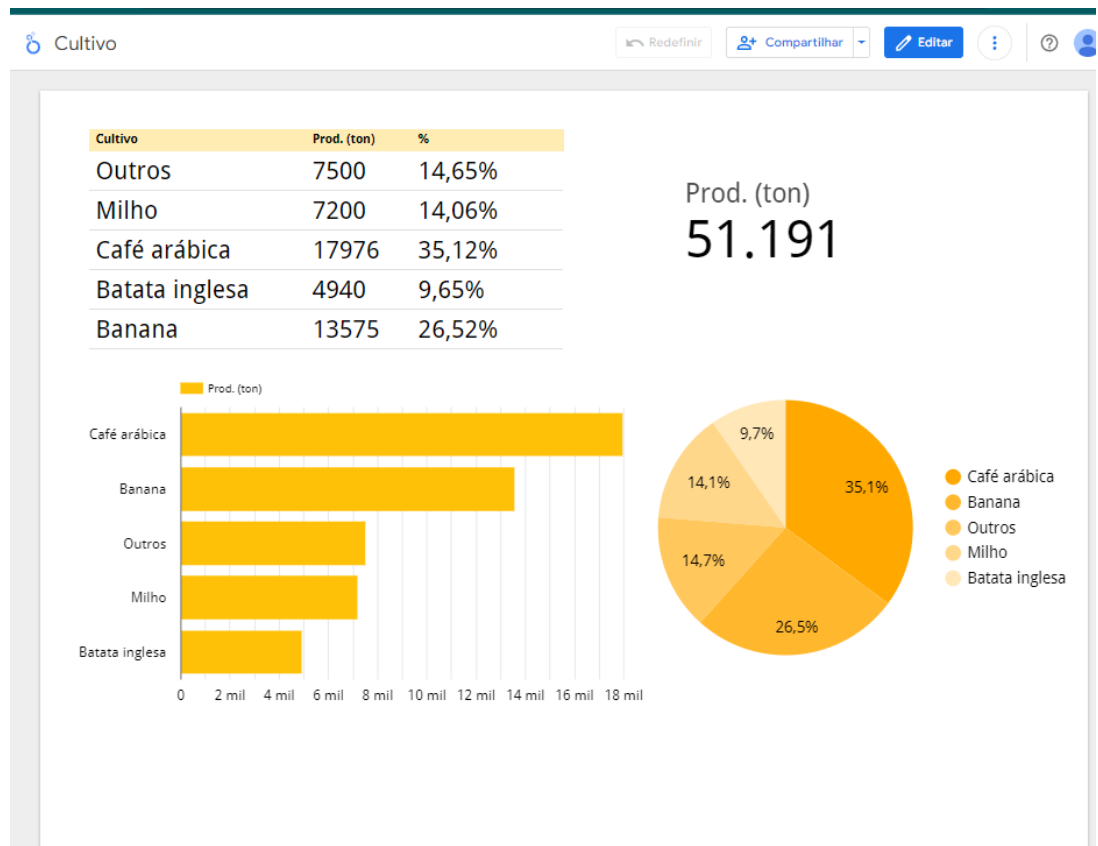 Cultivo
Redefinir
Compartilhar
Editar
Cultivo Prod. (ton) %
Outros 7500 14,65%
Milho 7200 14,06%
Café arábica 17976 35,12%
Batata inglesa 4940 9,65%
Banana 13575 26,52%
Prod. (ton)
51.191
Prod. (ton)
Café arábica
Banana
Outros
Milho
Batata inglesa
0 2 mil 4 mil 6 mil 8 mil 10 mil 12 mil 14 mil 16 mil 18 mil
9,7%
14,1%
35,1%
14,7%
26,5%
Café arábica
Banana
Outros
Milho
Batata inglesa